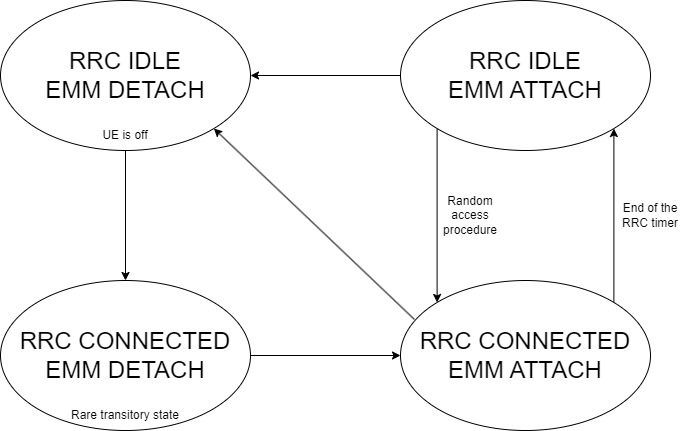 RRC IDLE
EMM DETACH
UE is off
RRC IDLE
EMM ATTACH
Random
access
procedure
End of the
RRC timer
RRC CONNECTED
EMM DETACH
Rare transitory state
RRC CONNECTED
EMM ATTACH